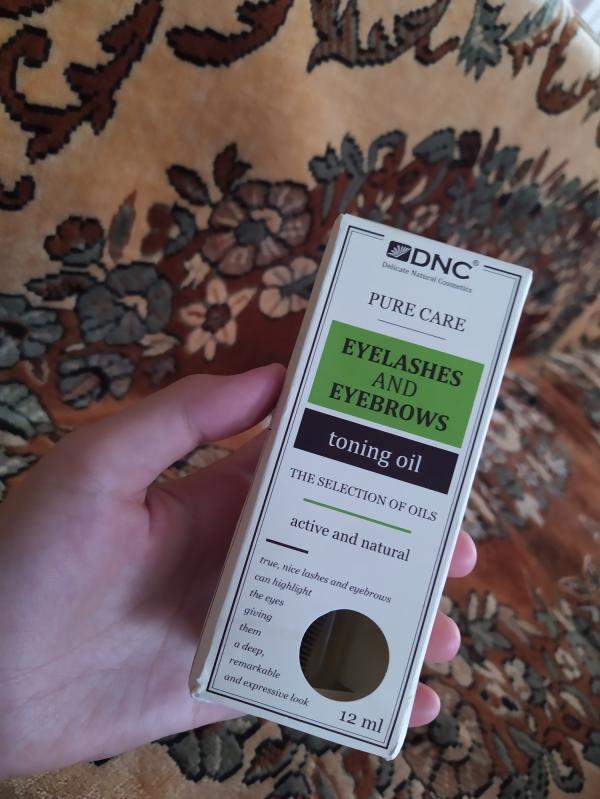 DNC®
Delicate Natural Cosmetics
PURE CARE
EYELASHES
AND
EYEBROWS
toning oil
THE SELECTION OF OILS
active and natural
true, nice lashes and eyebrows
can highlight
the eyes
giving
them
a deep,
remarkable
and expressive look
12 ml